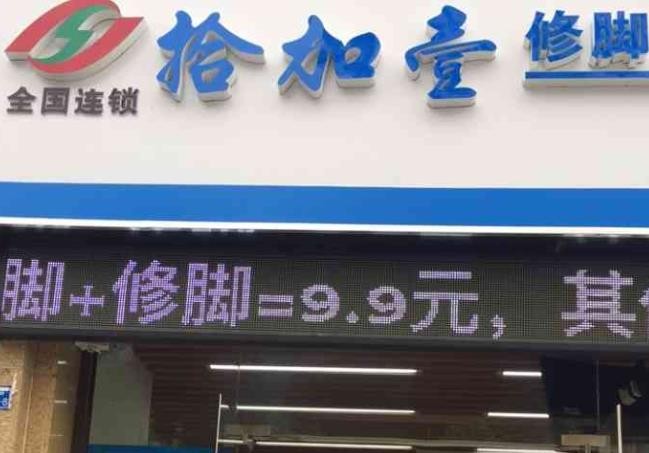 拾加壹 修脚
全国连锁
脚+修脚=9.9元，其